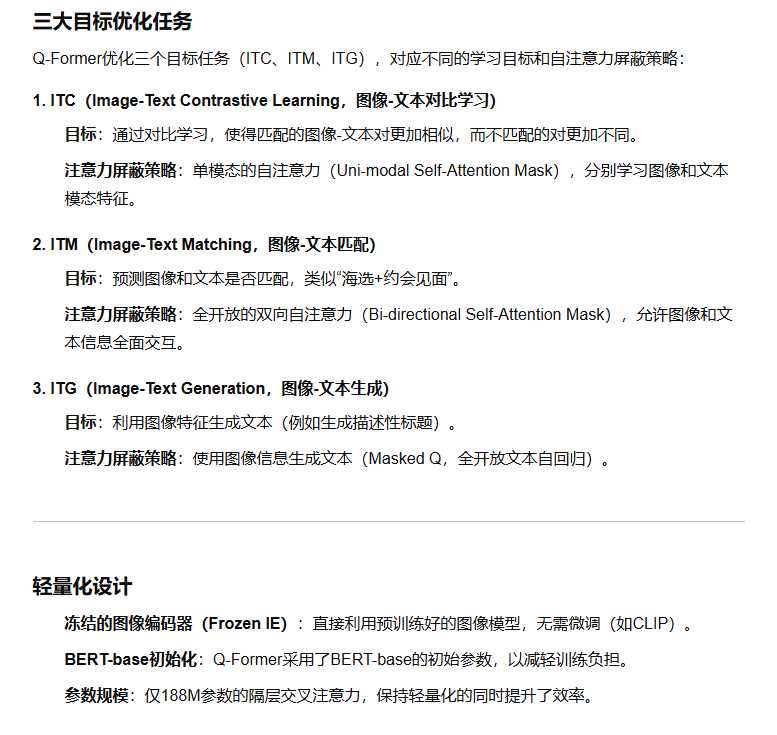 三大目标优化任务
Q-Former优化三个目标任务（ITC、ITM、ITG），对应不同的学习目标和自注意力屏蔽策略：
1. ITC（Image-Text Contrastive Learning，图像-文本对比学习）
目标：通过对比学习，使得匹配的图像-文本对更加相似，而不匹配的对更加不同。
注意力屏蔽策略：单模态的自注意力（Uni-modal Self-Attention Mask），分别学习图像和文本
模态特征。
2. ITM（Image-Text Matching，图像-文本匹配）
目标：预测图像和文本是否匹配，类似“海选+约会见面”。
注意力屏蔽策略：全开放的双向自注意力（Bi-directional Self-Attention Mask），允许图像和文
本信息全面交互。
3. ITG（Image-Text Generation，图像-文本生成）
目标：利用图像特征生成文本（例如生成描述性标题）。
注意力屏蔽策略：使用图像信息生成文本（Masked Q，全开放文本自回归）。
轻量化设计
冻结的图像编码器（Frozen IE）：直接利用预训练好的图像模型，无需微调（如CLIP）。
BERT-base初始化：Q-Former采用了BERT-base的初始参数，以减轻训练负担。
参数规模：仅188M参数的隔层交叉注意力，保持轻量化的同时提升了效率。